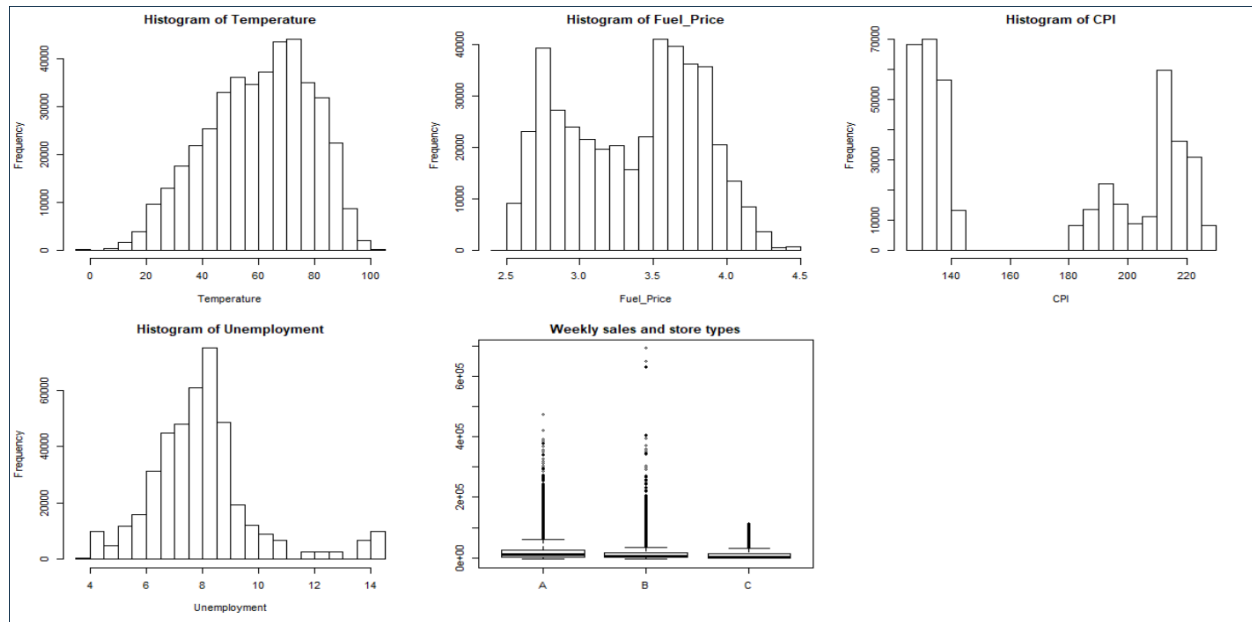 Histogram of Temperature
Frequency
0 10000 20000 30000 40000
0 20 40 60 80 100
Temperature
Histogram of Fuel_Price
Frequency
0 10000 20000 30000 40000
2.5 3.0 3.5 4.0 4.5
Fuel_Price
Histogram of CPI
Frequency
0 10000 30000 50000 70000
140 160 180 200 220
CPI
Histogram of Unemployment
Frequency
0 20000 40000 60000
4 6 8 10 12 14
Unemployment
Weekly sales and store types
0e+00 2e+05 4e+05 6e+05
A B C